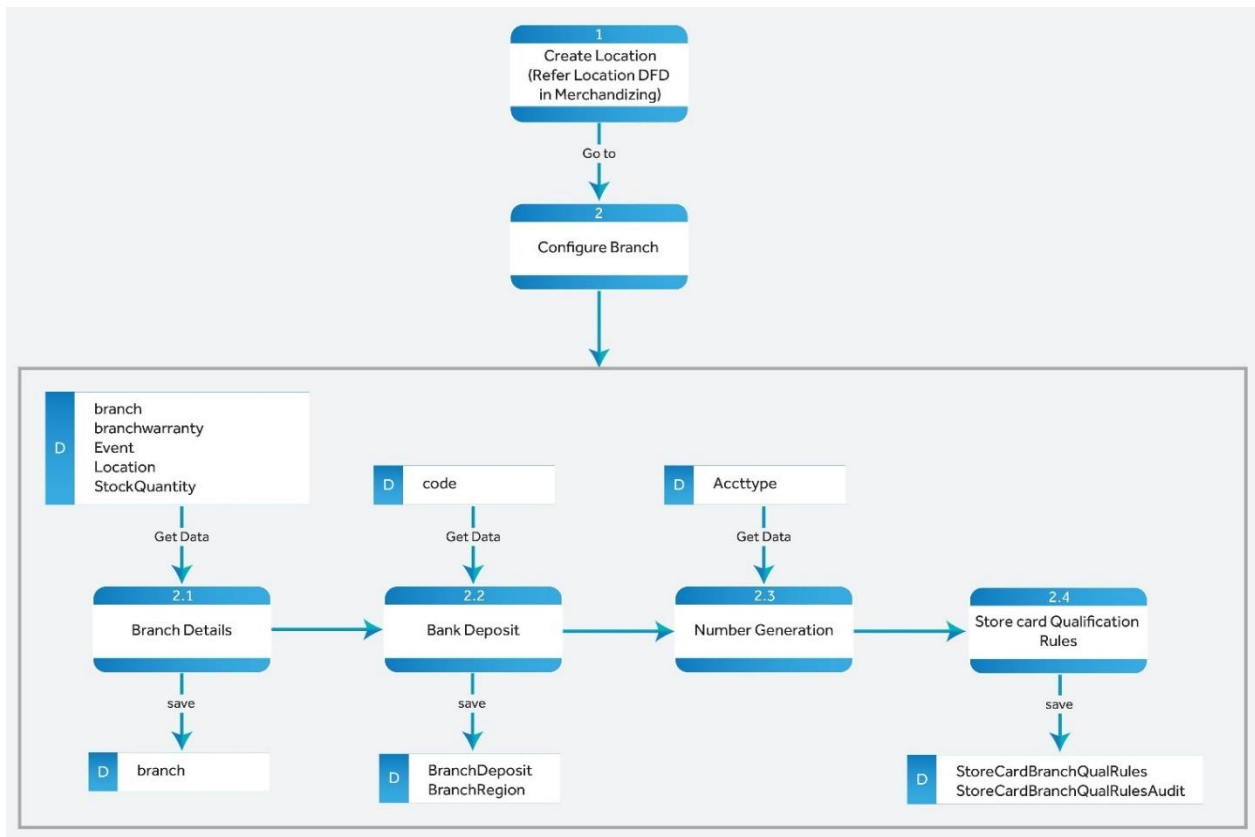 1
Create Location
(Refer Location DFD
in Merchandizing)
Go to
2
Configure Branch
D
branch
branchwarranty
Event
Location
StockQuantity
D
code
D
Accttype
Get Data
Get Data
Get Data
2.1
Branch Details
2.2
Bank Deposit
2.3
Number Generation
2.4
Store card Qualification
Rules
save
save
save
D
branch
D
BranchDeposit
BranchRegion
D
StoreCardBranchQualRules
StoreCardBranchQualRulesAudit